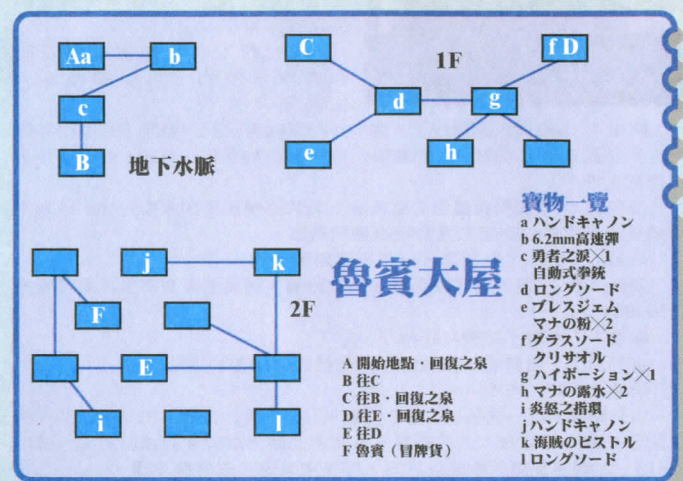 Aa
b
c
B
地下水脈
C
1F
f D
d
g
e
h
j
k
F
E
2F
i
l
魯賓大屋
A 開始地點・回復之泉
B 往C
C 往B・回復之泉
D 往E・回復之泉
E 往D
F 魯賓（冒牌貨）
寶物一覽
a ハンドキャノン
b 6.2mm高速彈
c 勇者之淚×1
自動式拳銃
d ロングソード
e ブレスジェム
マナの粉×2
f グラスソード
クリサオル
g ハイポーション×1
h マナの露水×2
i 炎怒之指環
j ハンドキャノン
k 海賊のピストル
l ロングソード